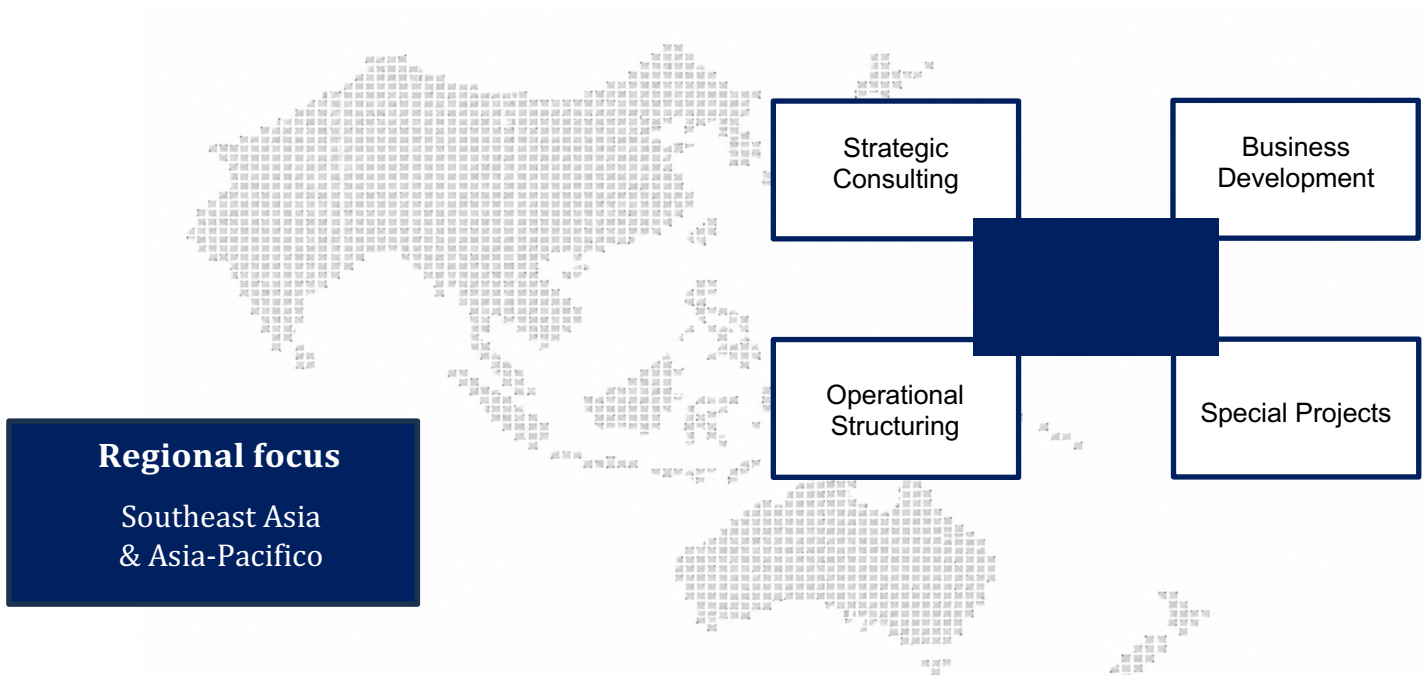 Strategic
Consulting
Business
Development
Operational
Structuring
Special Projects
Regional focus
Southeast Asia
& Asia-Pacifico